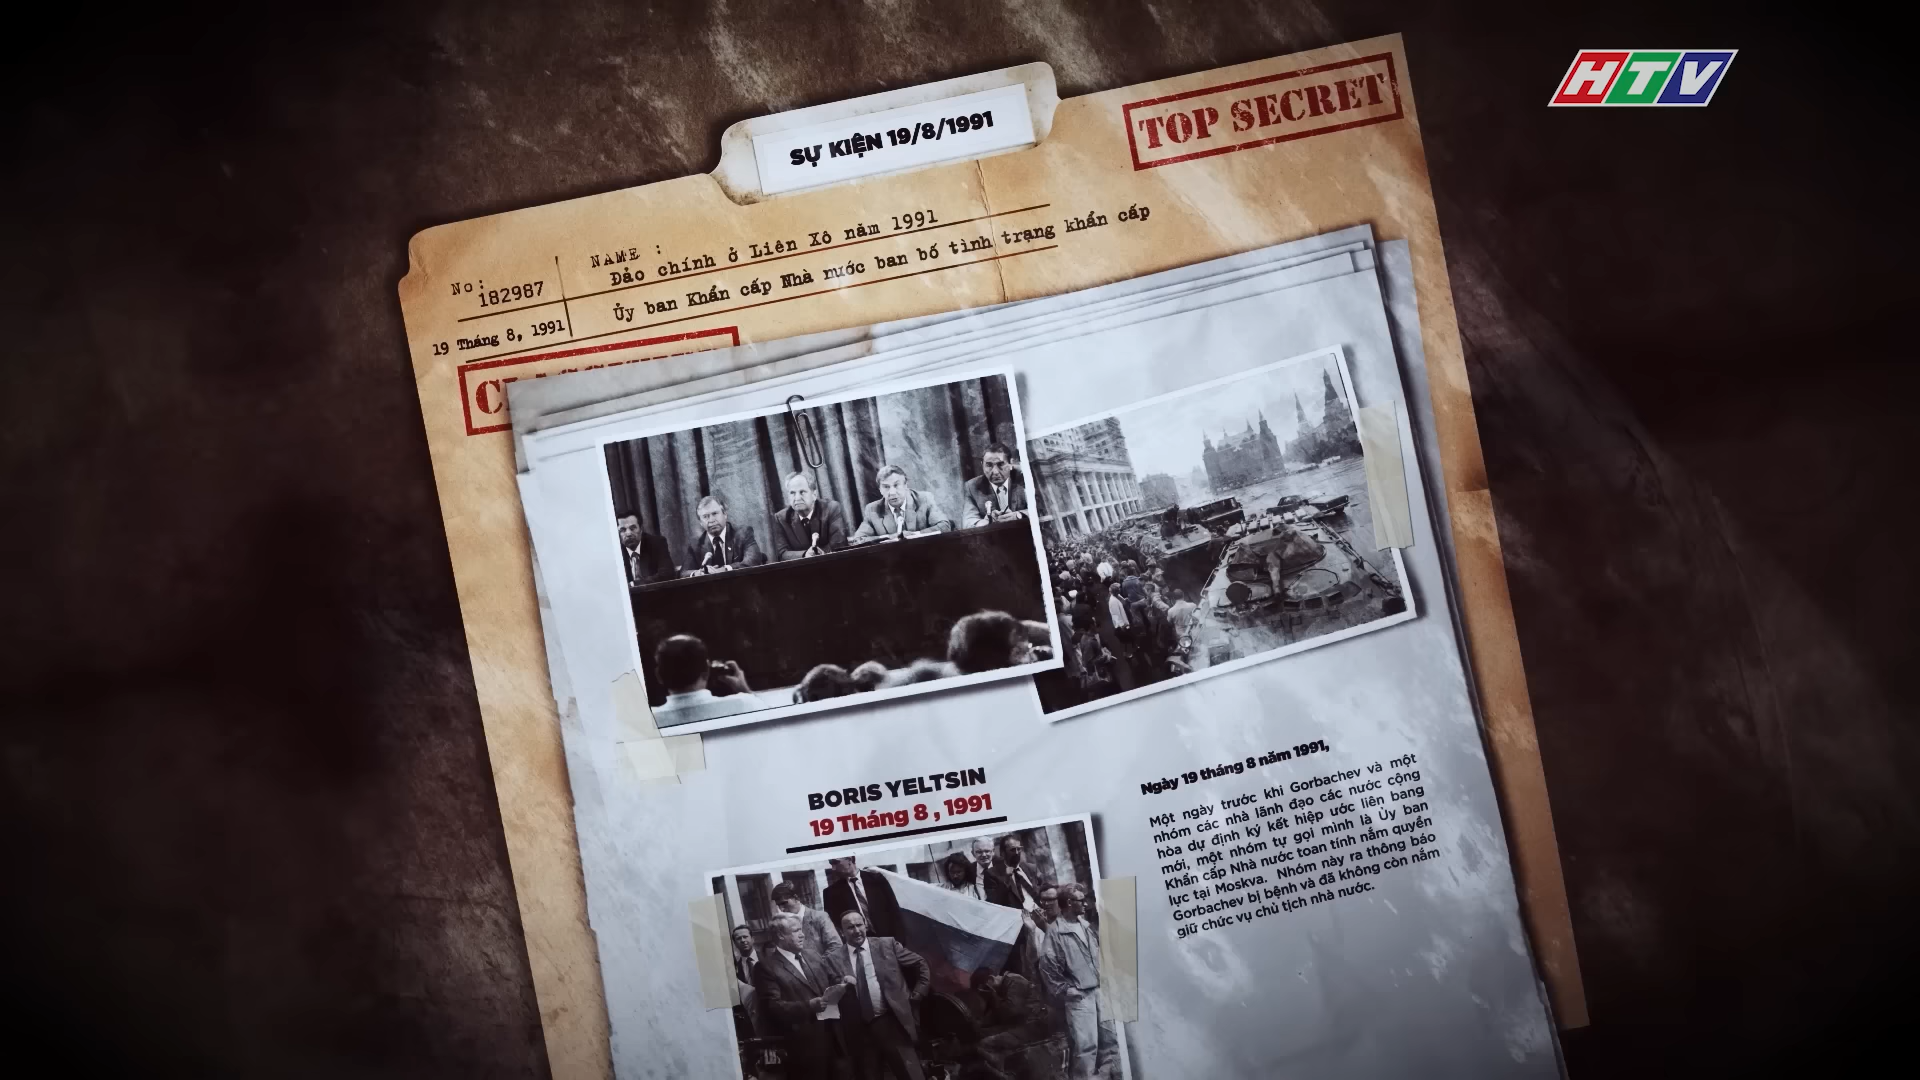 HTV
SỰ KIỆN 19/8/1991
TOP SECRET
No: 182987
NAME :
Đảo chính ở Liên Xô năm 1991
19 Tháng 8, 1991
Ủy ban Khẩn cấp Nhà nước ban bố tình trạng khẩn cấp
BORIS YELTSIN
19 Tháng 8 , 1991
Ngày 19 tháng 8 năm 1991,
Một ngày trước khi Gorbachev và một
nhóm các nhà lãnh đạo các nước cộng
hòa dự định ký kết hiệp ước liên bang
mới, một nhóm tự gọi mình là Ủy ban
Khẩn cấp Nhà nước toan tính nắm quyền
lực tại Moskva. Nhóm này ra thông báo
Gorbachev bị bệnh và đã không còn nắm
giữ chức vụ chủ tịch nhà nước.